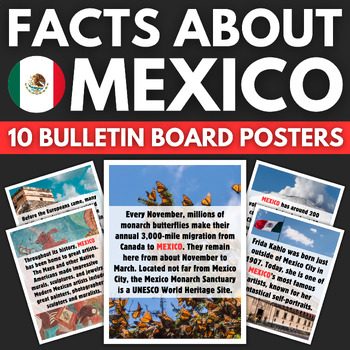 FACTS ABOUT
MEXICO
10 BULLETIN BOARD POSTERS
Before the Europeans came, many
MEXICO has around 200
Throughout its history, MEXICO
has been home to great artists.
The Maya and other Native
Americans made impressive
murals, sculptures, and jewelry.
Modern Mexican artists include
great painters, photographers,
sculptors and muralists.
Every November, millions of
monarch butterflies make their
annual 3,000-mile migration from
Canada to MEXICO. They remain
here from about November to
March. Located not far from Mexico
City, the Mexico Monarch Sanctuary
is a UNESCO World Heritage Site.
Frida Kahlo was born just
outside of Mexico City in
1907. Today, she is one of
MEXICO's most famous
artists, known for her
fantastical self-portraits.